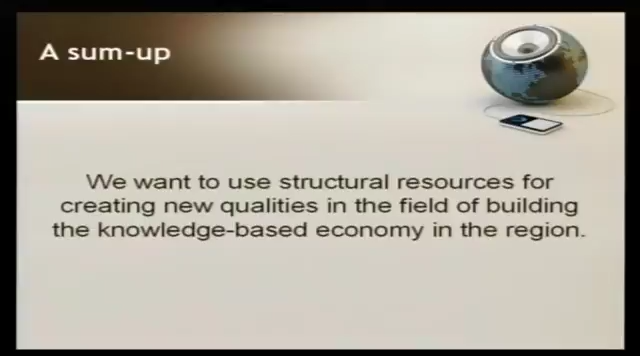 A sum-up
We want to use structural resources for
creating new qualities in the field of building
the knowledge-based economy in the region.